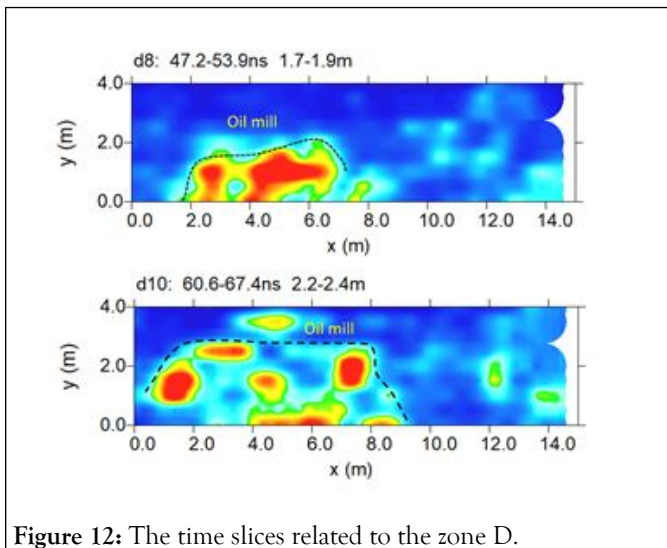 d8: 47.2-53.9ns 1.7-1.9m
4.0
Oil mill
y (m)
2.0
0.0
0.0 2.0 4.0 6.0 8.0 10.0 12.0 14.0
x (m)
d10: 60.6-67.4ns 2.2-2.4m
4.0
Oil mill
y (m)
2.0
0.0
0.0 2.0 4.0 6.0 8.0 10.0 12.0 14.0
x (m)
Figure 12: The time slices related to the zone D.